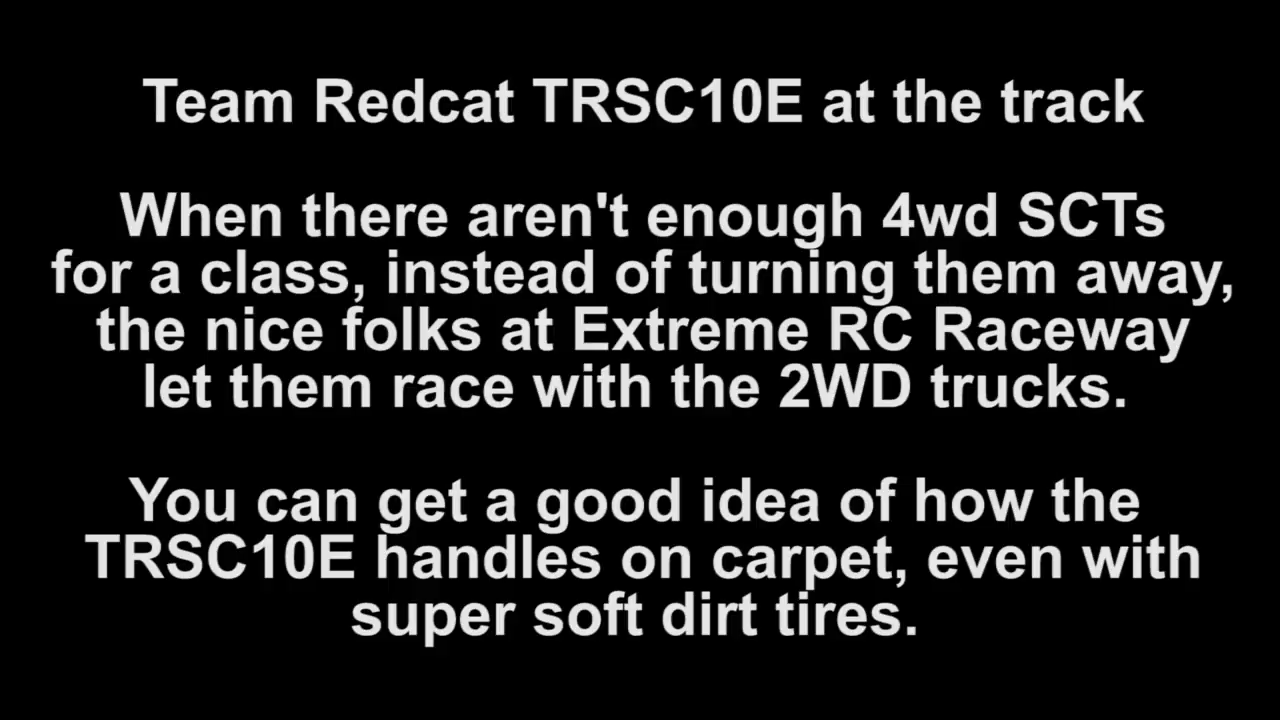 Team Redcat TRSC10E at the track
When there aren't enough 4wd SCTs
for a class, instead of turning them away,
the nice folks at Extreme RC Raceway
let them race with the 2WD trucks.
You can get a good idea of how the
TRSC10E handles on carpet, even with
super soft dirt tires.